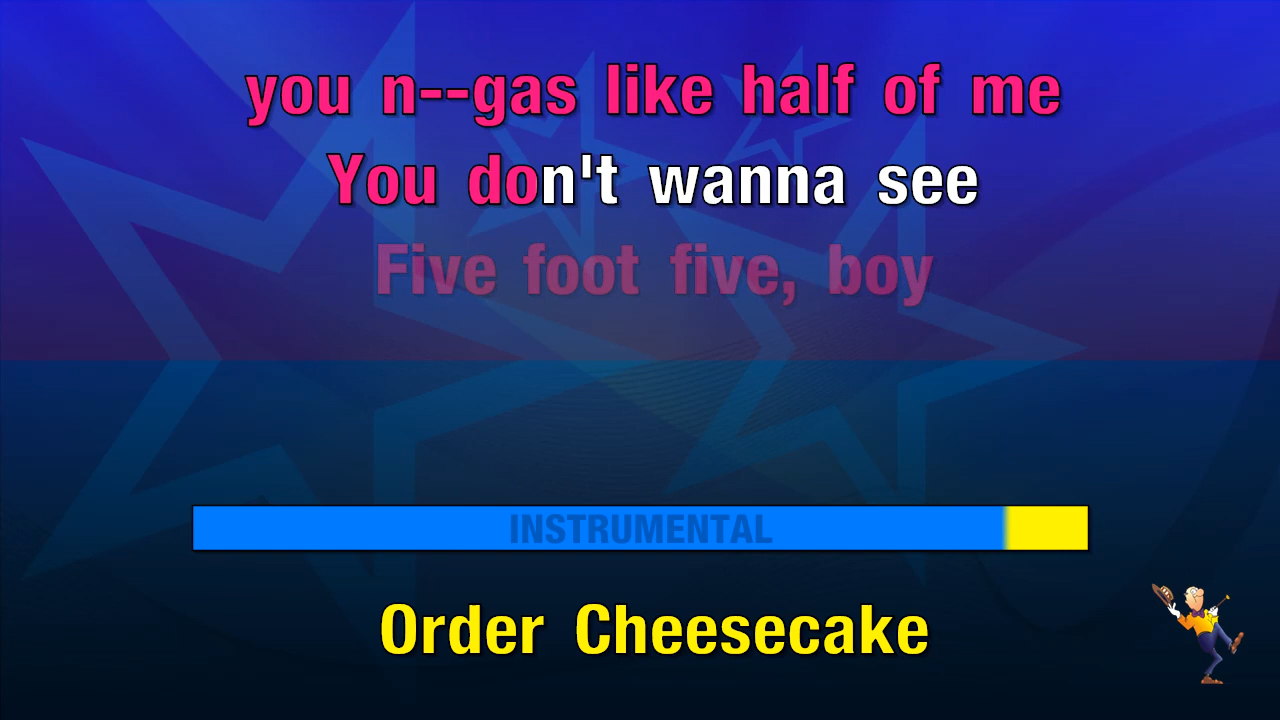 you n--gas like half of me
You don't wanna see
Five foot five, boy
INSTRUMENTAL
Order Cheesecake